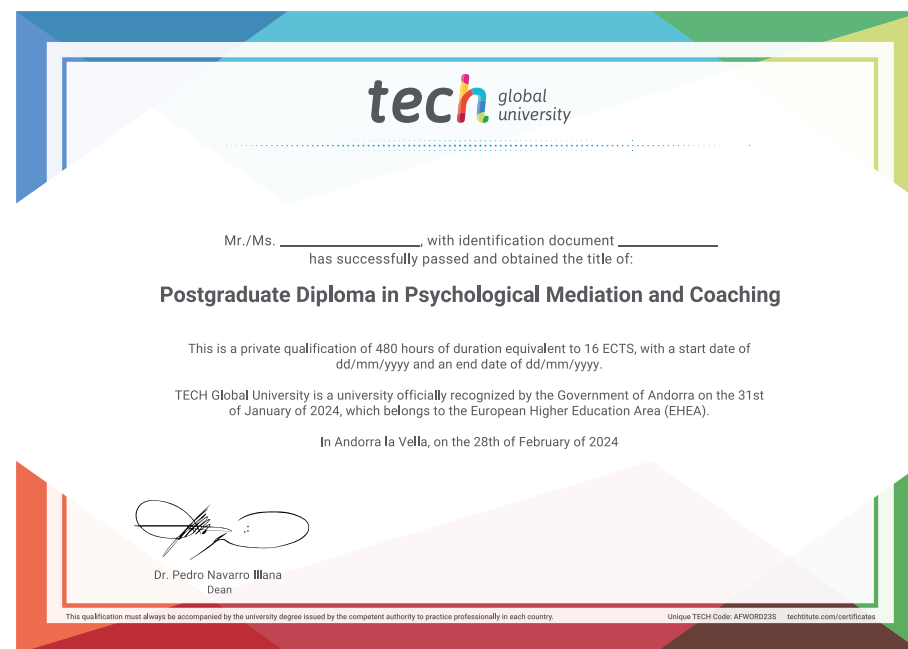 tech global university
Mr./Ms. ____________, with identification document ____________
has successfully passed and obtained the title of:
Postgraduate Diploma in Psychological Mediation and Coaching
This is a private qualification of 480 hours of duration equivalent to 16 ECTS, with a start date of
dd/mm/yyyy and an end date of dd/mm/yyyy.
TECH Global University is a university officially recognized by the Government of Andorra on the 31st
of January of 2024, which belongs to the European Higher Education Area (EHEA).
In Andorra la Vella, on the 28th of February of 2024
Dr. Pedro Navarro Illana
Dean
This qualification must always be accompanied by the university degree issued by the competent authority to practice professionally in each country.
Unique TECH Code: AFWORD23S techtitute.com/certificates